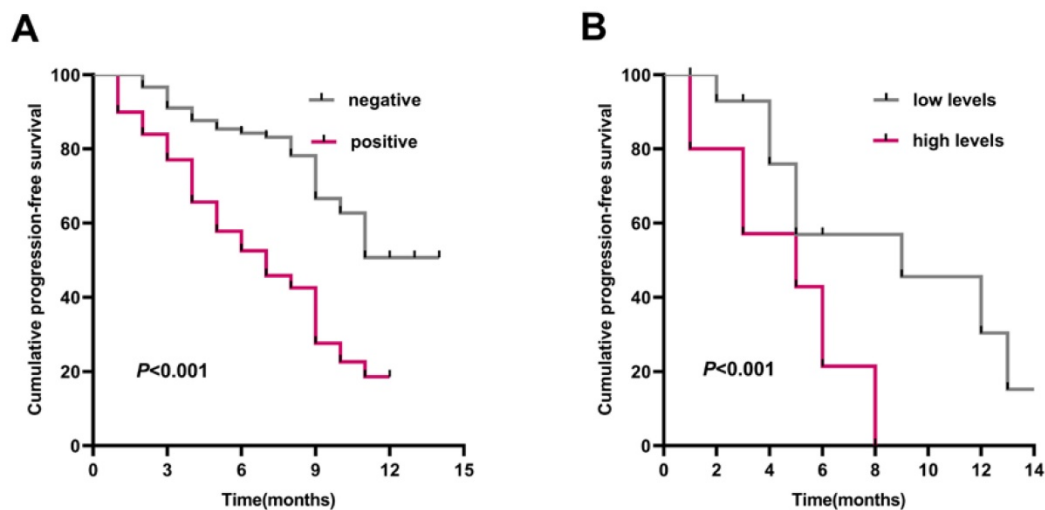 A
Cumulative progression-free survival
100
80
60
40
20
0
negative
positive
P<0.001
0 3 6 9 12 15
Time(months)
B
Cumulative progression-free survival
100
80
60
40
20
0
low levels
high levels
P<0.001
0 2 4 6 8 10 12 14
Time(months)